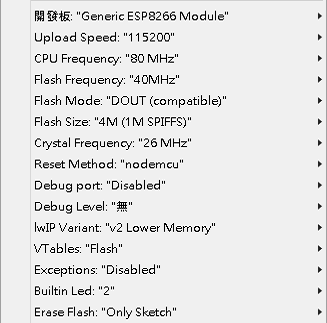 開發板: "Generic ESP8266 Module"
Upload Speed: "115200"
CPU Frequency: "80 MHz"
Flash Frequency: "40MHz"
Flash Mode: "DOUT (compatible)"
Flash Size: "4M (1M SPIFFS)"
Crystal Frequency: "26 MHz"
Reset Method: "nodemcu"
Debug port: "Disabled"
Debug Level: "無"
lwIP Variant: "v2 Lower Memory"
VTables: "Flash"
Exceptions: "Disabled"
Builtin Led: "2"
Erase Flash: "Only Sketch"